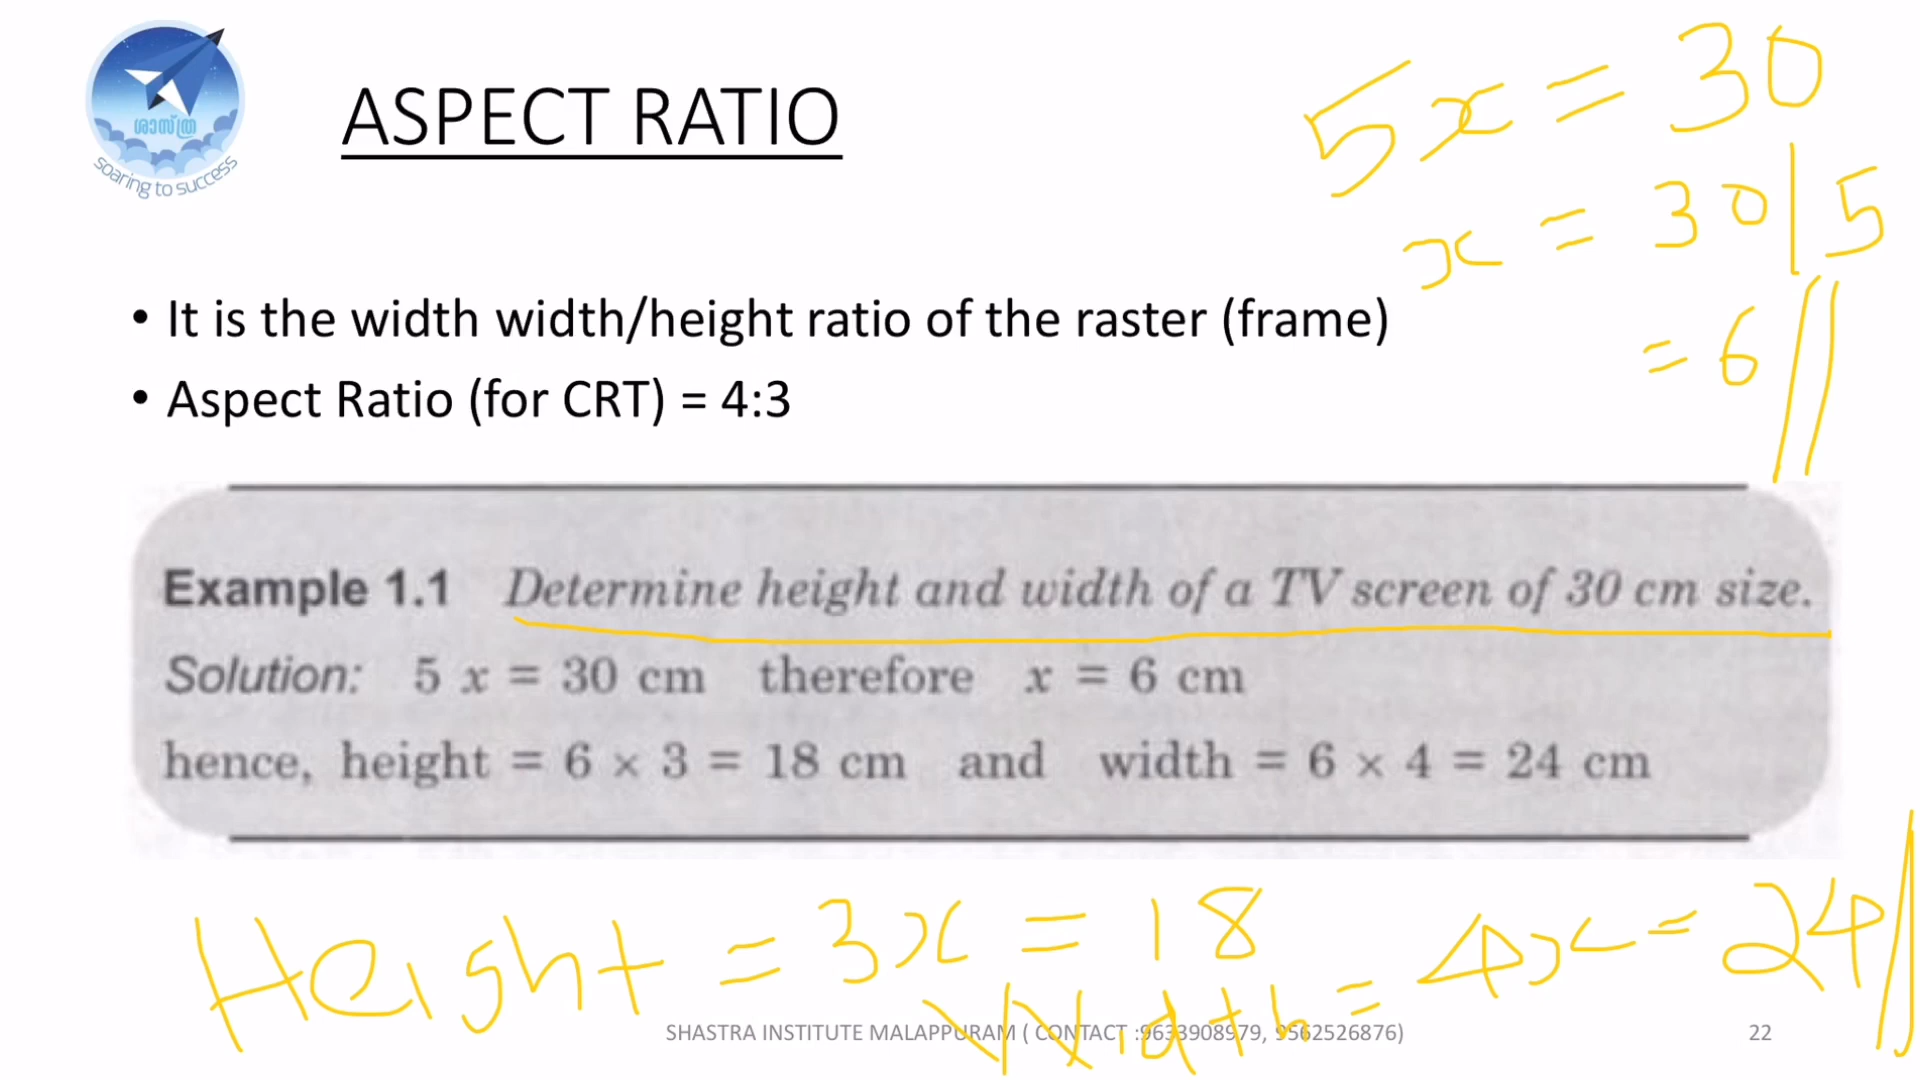 ശാസ്ത്ര
soaring to success
ASPECT RATIO
5x = 30
x = 30/5
= 6//
• It is the width width/height ratio of the raster (frame)
• Aspect Ratio (for CRT) = 4:3
Example 1.1 Determine height and width of a TV screen of 30 cm size.
Solution: 5 x = 30 cm therefore x = 6 cm
hence, height = 6 × 3 = 18 cm and width = 6 × 4 = 24 cm
Height = 3x = 18
Width = 4x = 24//
SHASTRA INSTITUTE MALAPPURAM ( CONTACT :9633908979, 9562526876)
22